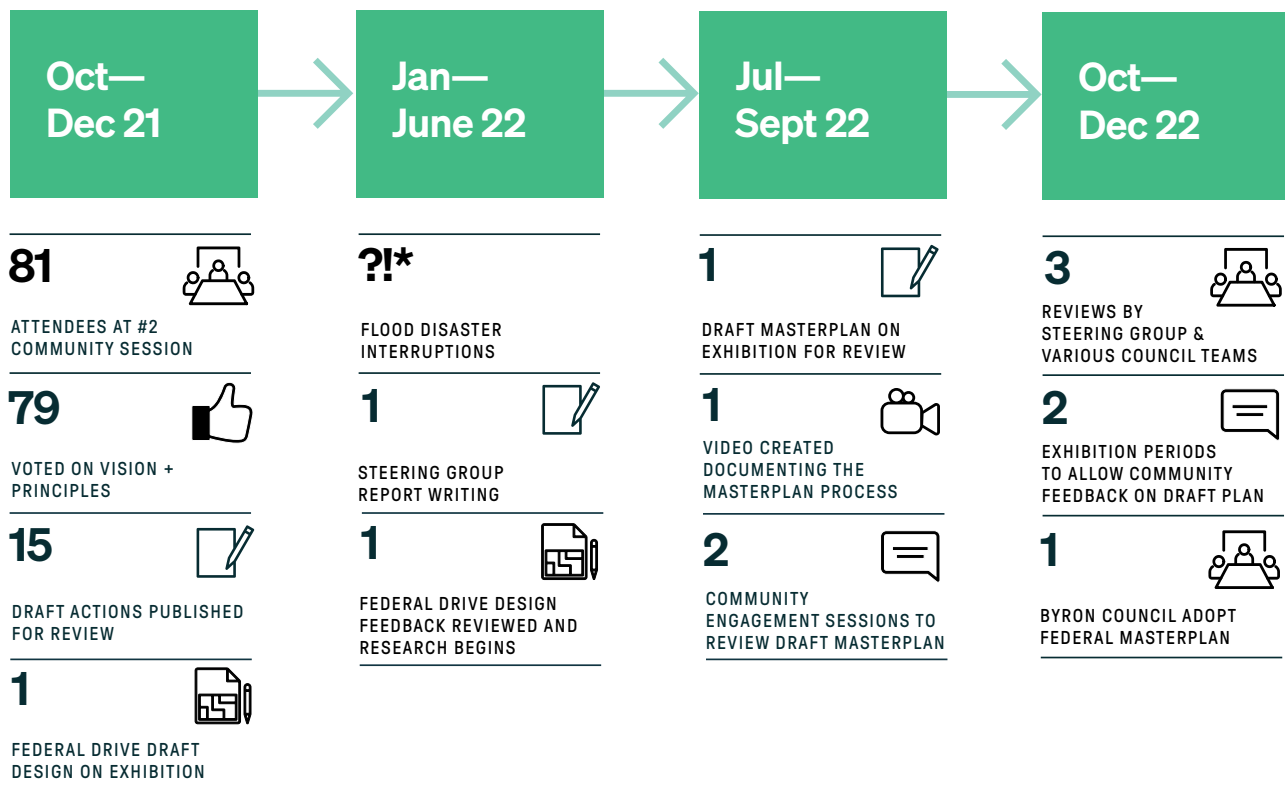 Oct—
Dec 21
81
ATTENDEES AT #2
COMMUNITY SESSION
79
VOTED ON VISION +
PRINCIPLES
15
DRAFT ACTIONS PUBLISHED
FOR REVIEW
1
FEDERAL DRIVE DRAFT
DESIGN ON EXHIBITION
Jan—
June 22
?!*
FLOOD DISASTER
INTERRUPTIONS
1
STEERING GROUP
REPORT WRITING
1
FEDERAL DRIVE DESIGN
FEEDBACK REVIEWED AND
RESEARCH BEGINS
Jul—
Sept 22
1
DRAFT MASTERPLAN ON
EXHIBITION FOR REVIEW
1
VIDEO CREATED
DOCUMENTING THE
MASTERPLAN PROCESS
2
COMMUNITY
ENGAGEMENT SESSIONS TO
REVIEW DRAFT MASTERPLAN
Oct—
Dec 22
3
REVIEWS BY
STEERING GROUP &
VARIOUS COUNCIL TEAMS
2
EXHIBITION PERIODS
TO ALLOW COMMUNITY
FEEDBACK ON DRAFT PLAN
1
BYRON COUNCIL ADOPT
FEDERAL MASTERPLAN